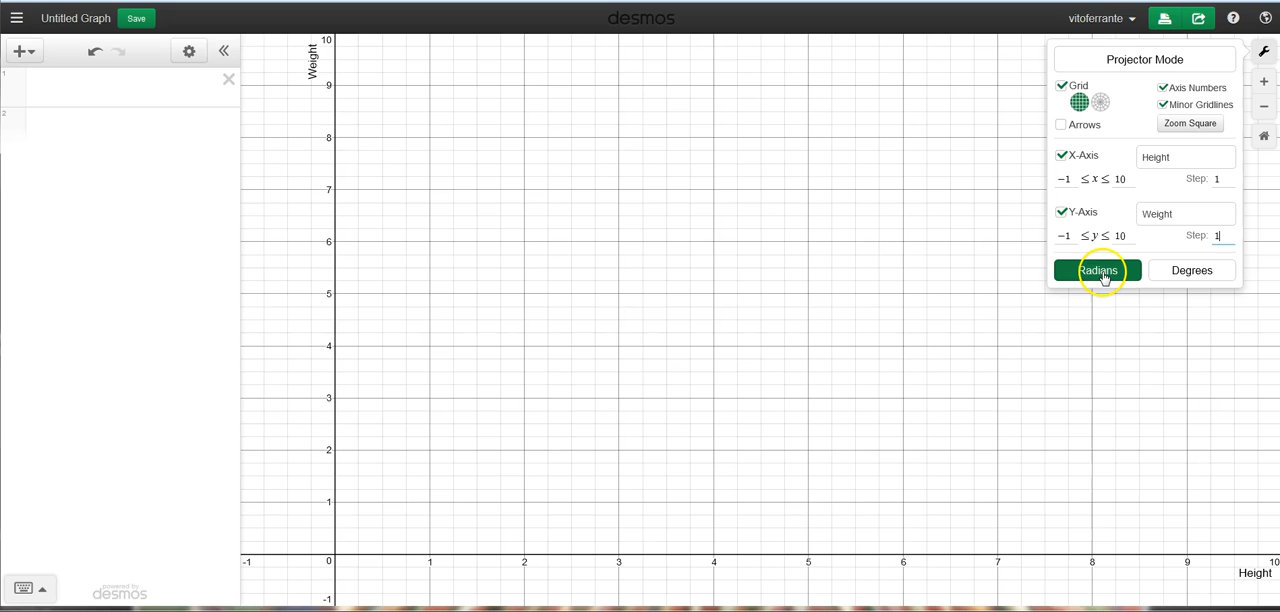 Untitled Graph Save desmos vitoferrante ?
1
2
powered by
desmos
Weight
10
9
8
7
6
5
4
3
2
1
0
-1
-1 1 2 3 4 5 6 7 8 9 10
Height
Projector Mode
Grid Axis Numbers
Minor Gridlines
Arrows Zoom Square
X-Axis Height
-1 ≤ x ≤ 10 Step: 1
Y-Axis Weight
-1 ≤ y ≤ 10 Step: 1
Radians Degrees